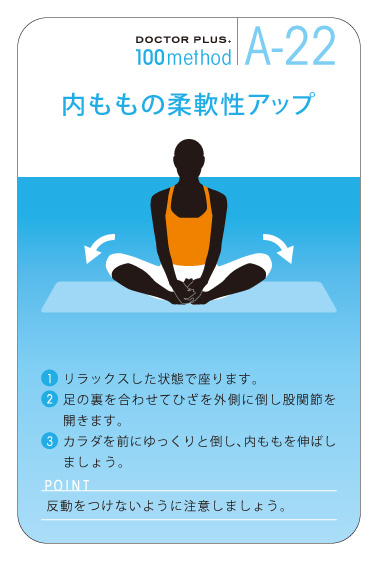 DOCTOR PLUS.
100method
A-22
内ももの柔軟性アップ
1 リラックスした状態で座ります。
2 足の裏を合わせてひざを外側に倒し股関節を
開きます。
3 カラダを前にゆっくりと倒し、内ももを伸ばし
ましょう。
POINT
反動をつけないように注意しましょう。